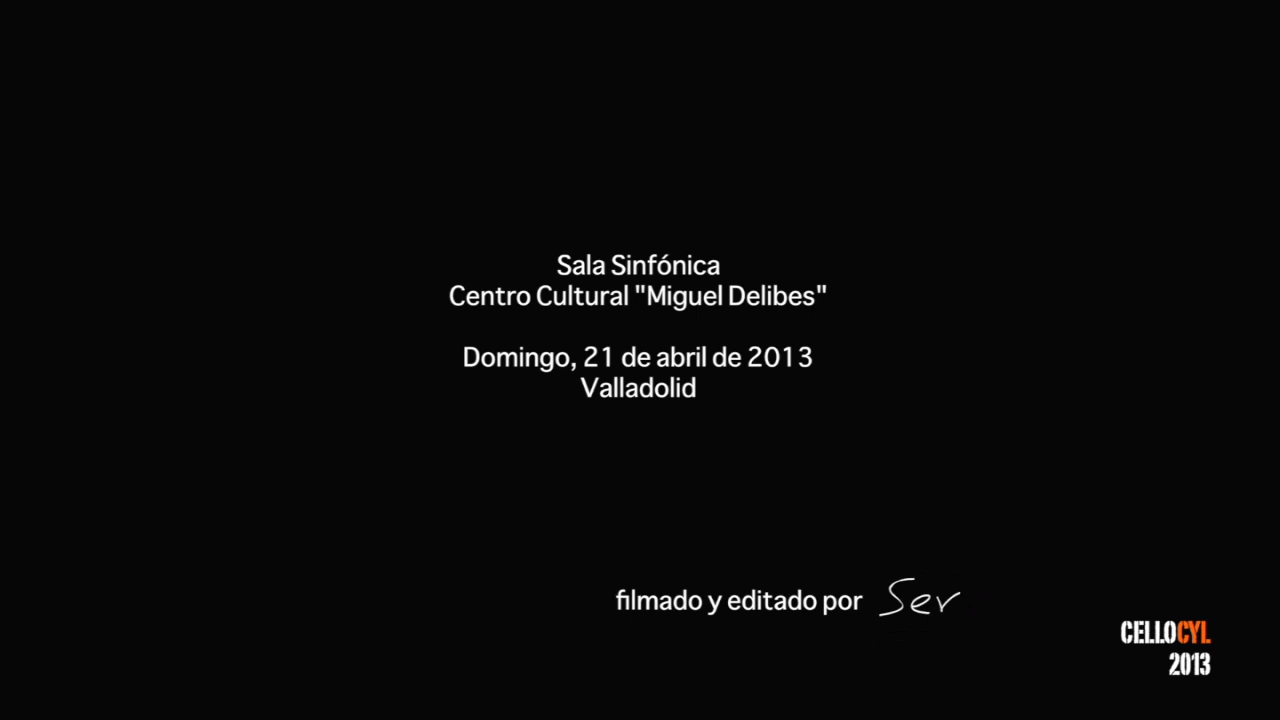 Sala Sinfónica
Centro Cultural "Miguel Delibes"
Domingo, 21 de abril de 2013
Valladolid
filmado y editado por Ser
CELLOCYL
2013